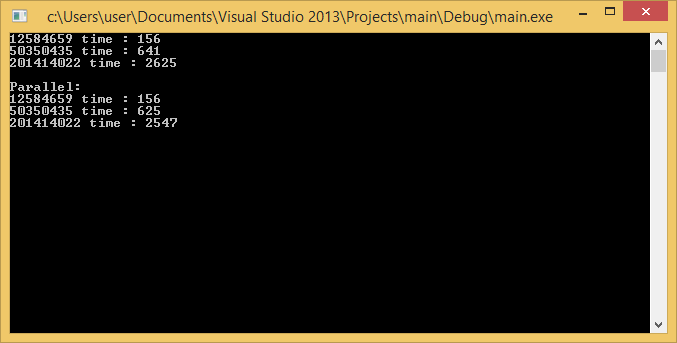 c:\Users\user\Documents\Visual Studio 2013\Projects\main\Debug\main.exe
12584659 time : 156
50350435 time : 641
201414022 time : 2625
Parallel:
12584659 time : 156
50350435 time : 625
201414022 time : 2547